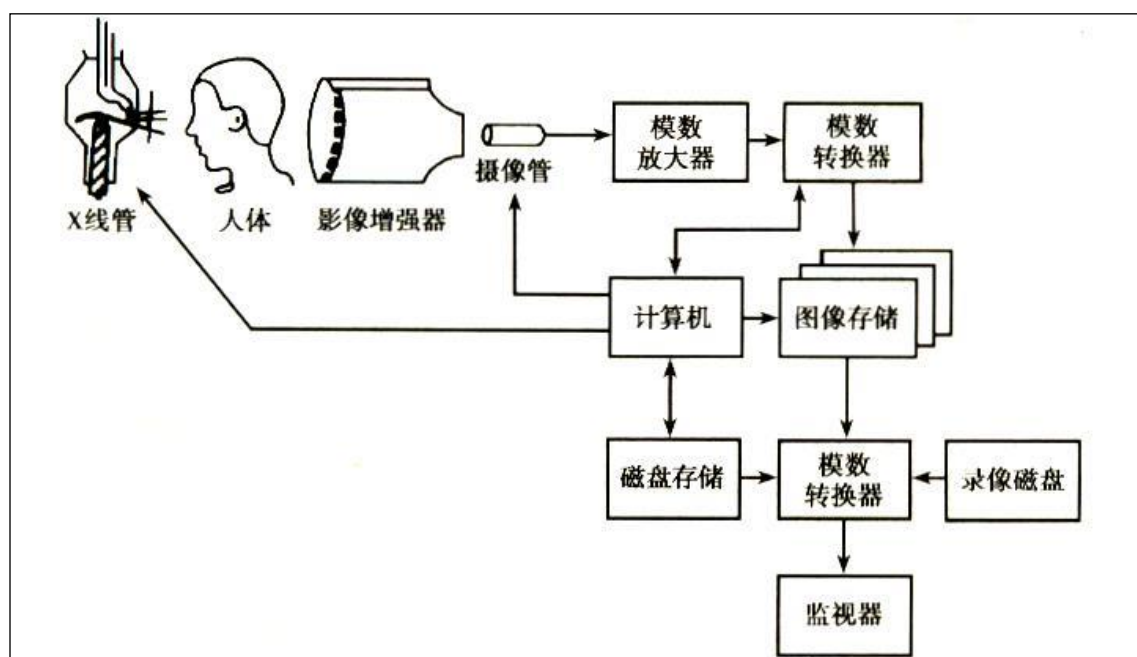 模数
放大器
模数
转换器
摄像管
X线管
人体
影像增强器
计算机
图像存储
磁盘存储
模数
转换器
录像磁盘
监视器